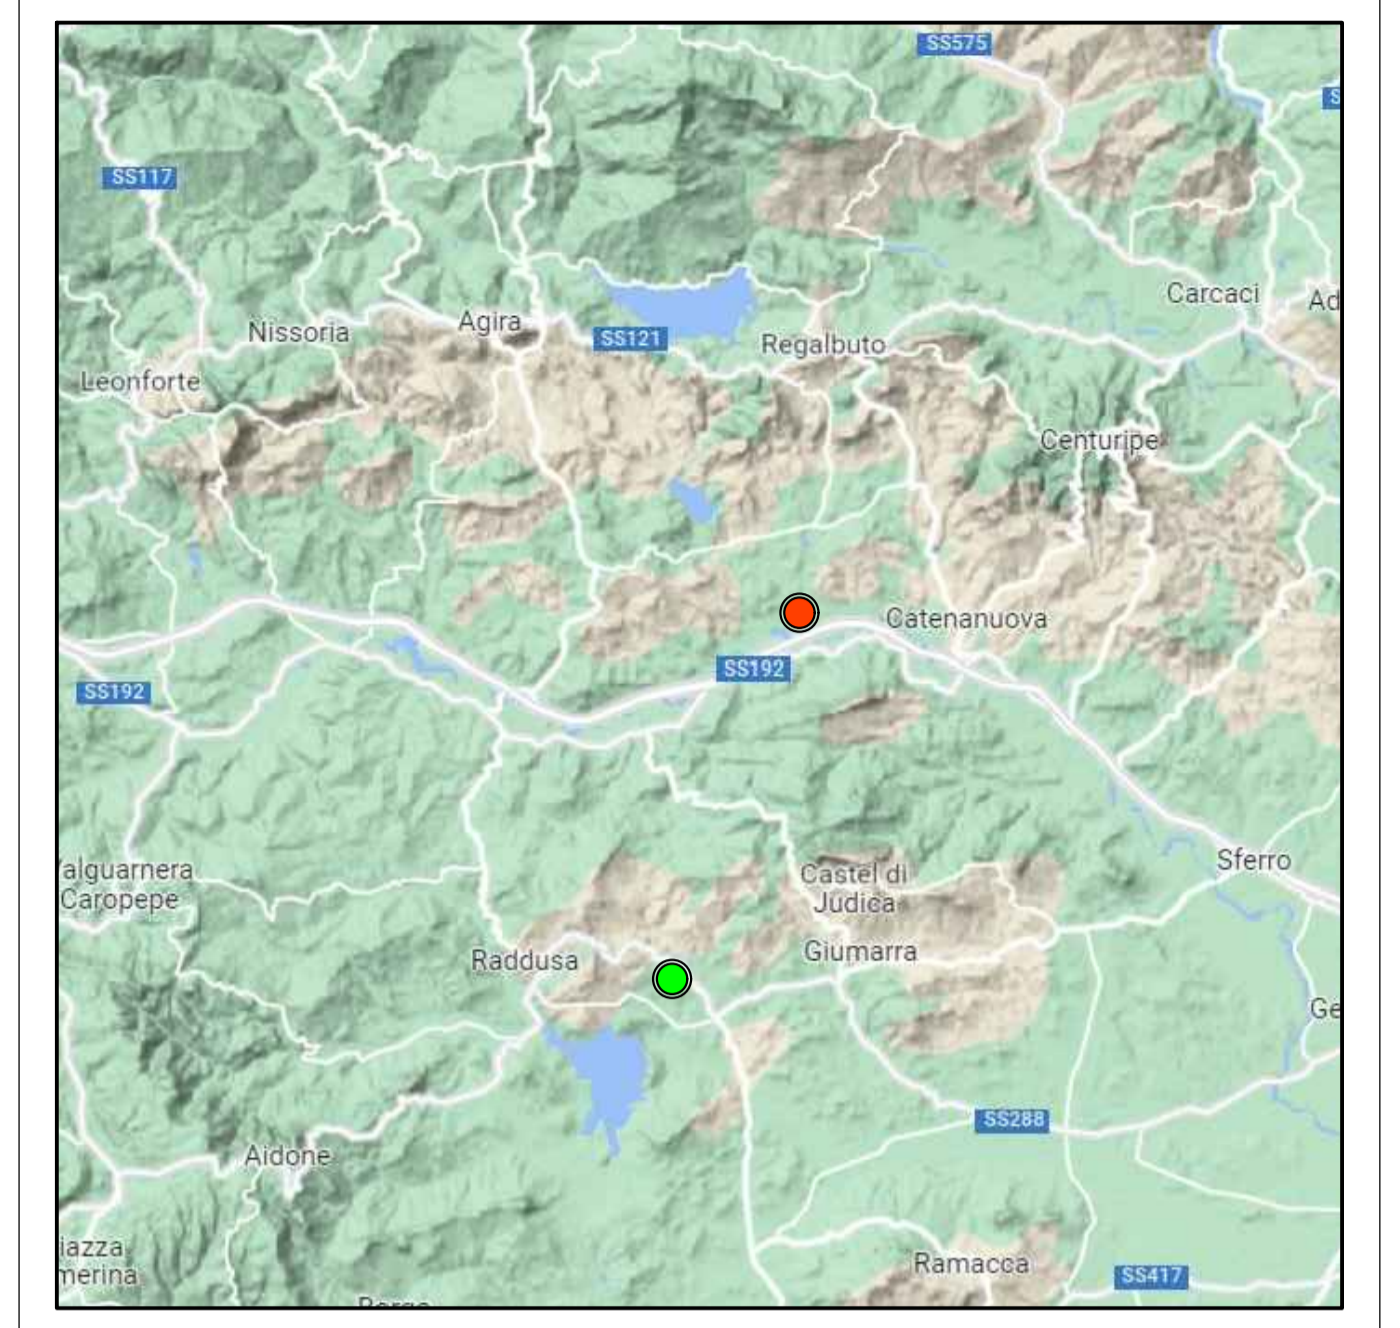 SS575
S
SS117
Carcaci
Ad
Nissoria
Agira
SS121
Regalbuto
Leonforte
Centuripe
Catenanuova
SS192
SS192
Sferro
alguarnera
Caropepe
Castel di
Judica
Raddusa
Giumarra
Ge
SS288
Aidone
iazza
merina
Ramacca
SS417